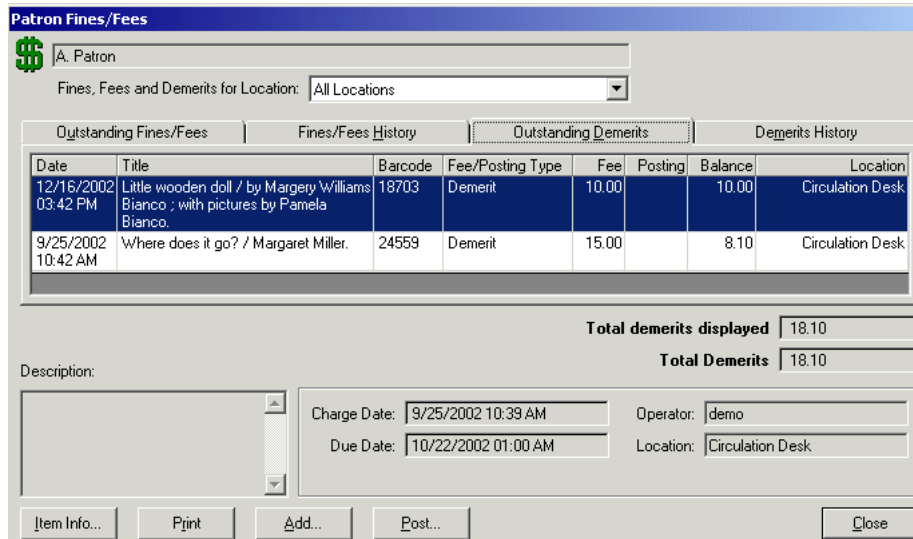 Patron Fines/Fees
A. Patron
Fines, Fees and Demerits for Location: All Locations
Outstanding Fines/Fees Fines/Fees History Outstanding Demerits Demerits History
Date Title Barcode Fee/Posting Type Fee Posting Balance Location
12/16/2002 Little wooden doll / by Margery Williams 18703 Demerit 10.00 10.00 Circulation Desk
03:42 PM Bianco ; with pictures by Pamela
Bianco.
9/25/2002 Where does it go? / Margaret Miller. 24559 Demerit 15.00 8.10 Circulation Desk
10:42 AM
Total demerits displayed 18.10
Total Demerits 18.10
Description:
Charge Date: 9/25/2002 10:39 AM Operator: demo
Due Date: 10/22/2002 01:00 AM Location: Circulation Desk
Item Info... Print Add... Post... Close